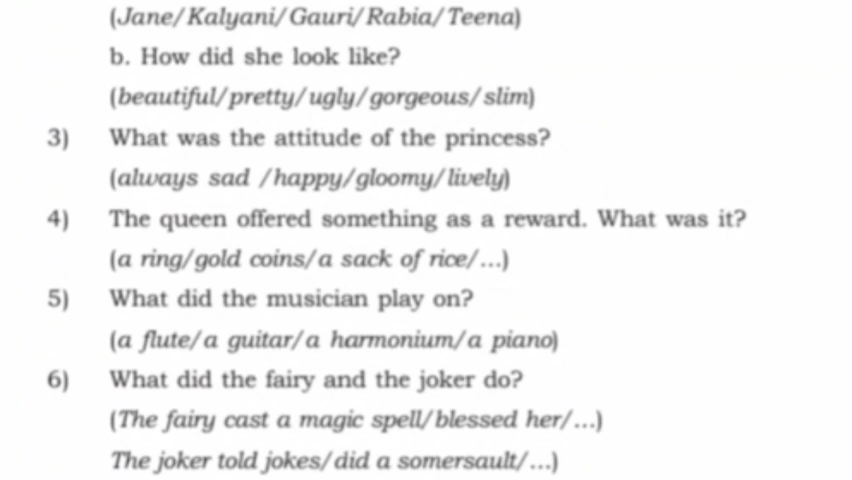 (Jane/Kalyani/Gauri/Rabia/Teena)
b. How did she look like?
(beautiful/pretty/ugly/gorgeous/slim)
3) What was the attitude of the princess?
(always sad /happy/gloomy/lively)
4) The queen offered something as a reward. What was it?
(a ring/gold coins/a sack of rice/...)
5) What did the musician play on?
(a flute/a guitar/a harmonium/a piano)
6) What did the fairy and the joker do?
(The fairy cast a magic spell/blessed her/...)
The joker told jokes/did a somersault/...)